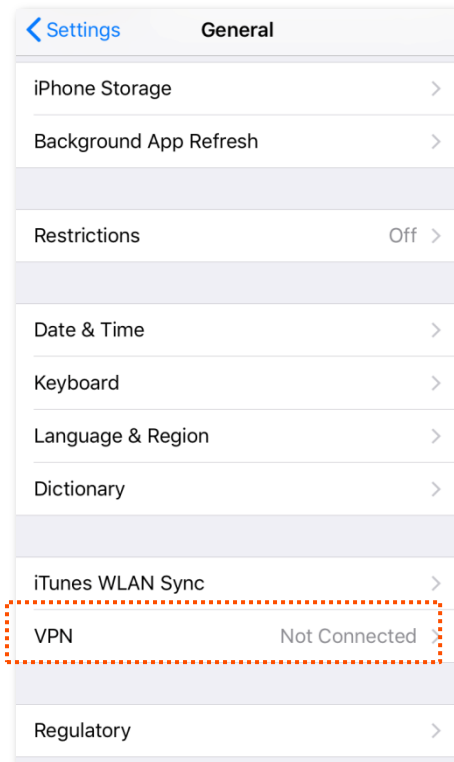 Settings General
iPhone Storage
Background App Refresh
Restrictions Off
Date & Time
Keyboard
Language & Region
Dictionary
iTunes WLAN Sync
VPN Not Connected
Regulatory